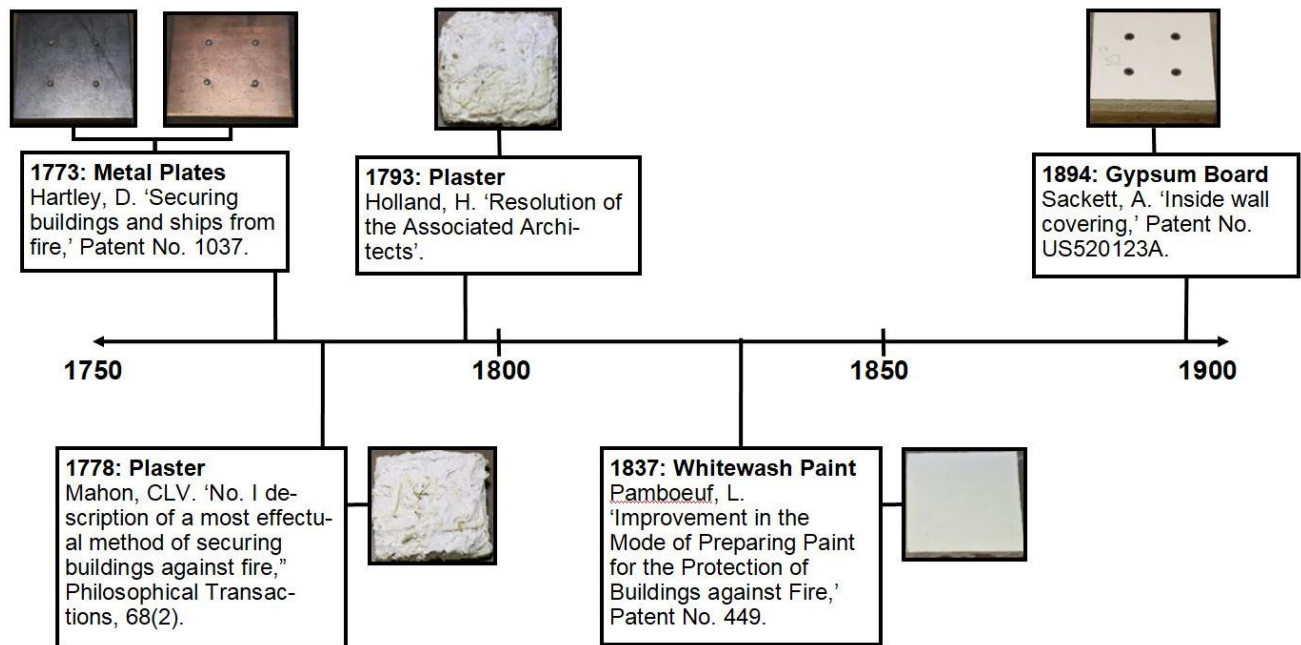 1773: Metal Plates
Hartley, D. ‘Securing
buildings and ships from
fire,’ Patent No. 1037.
1793: Plaster
Holland, H. ‘Resolution of
the Associated Archi-
tects’.
1894: Gypsum Board
Sackett, A. ‘Inside wall
covering,’ Patent No.
US520123A.
1750
1800
1850
1900
1778: Plaster
Mahon, CLV. ‘No. I de-
scription of a most effectu-
al method of securing
buildings against fire,”
Philosophical Transac-
tions, 68(2).
1837: Whitewash Paint
Pamboeuf, L.
‘Improvement in the
Mode of Preparing Paint
for the Protection of
Buildings against Fire,’
Patent No. 449.